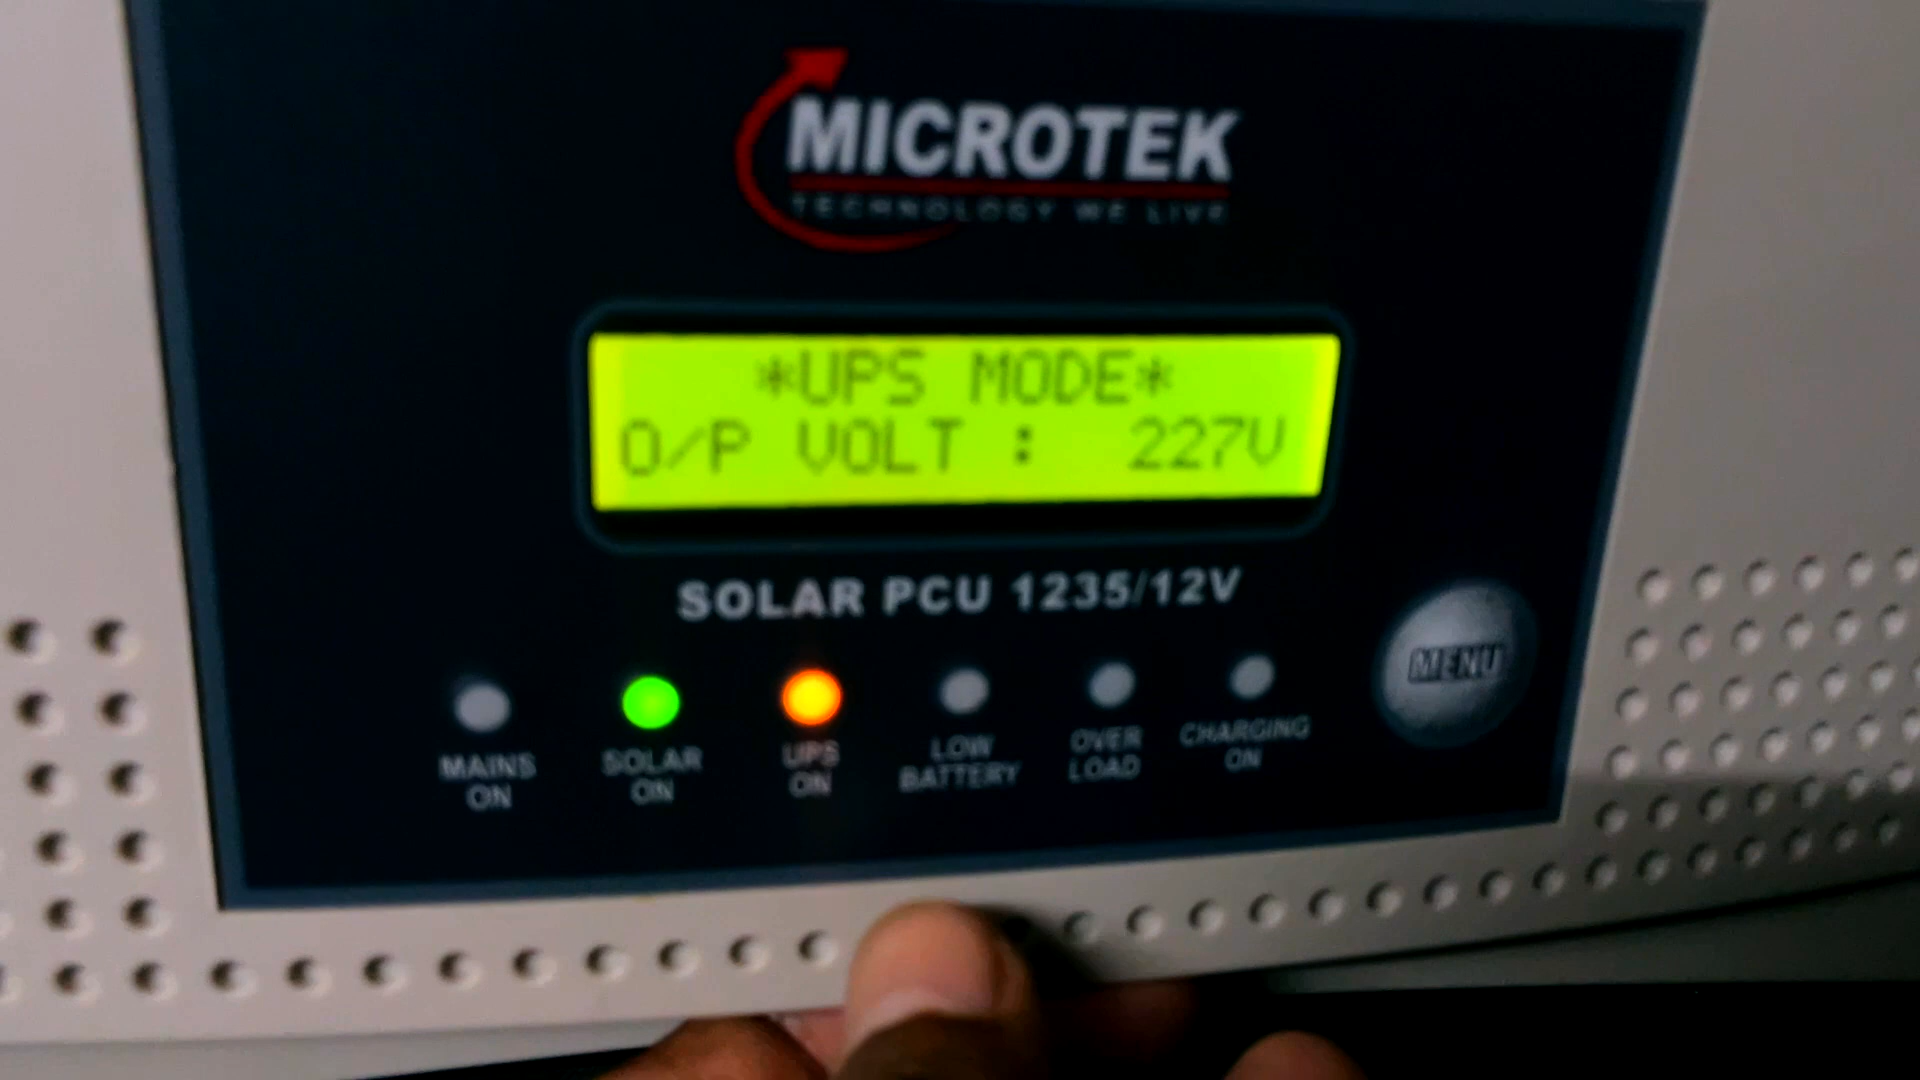 MICROTEK
TECHNOLOGY WE LIVE
*UPS MODE*
O/P VOLT : 227V
SOLAR PCU 1235/12V
MAINS ON
SOLAR ON
UPS ON
LOW BATTERY
OVER LOAD
CHARGING ON
MENU